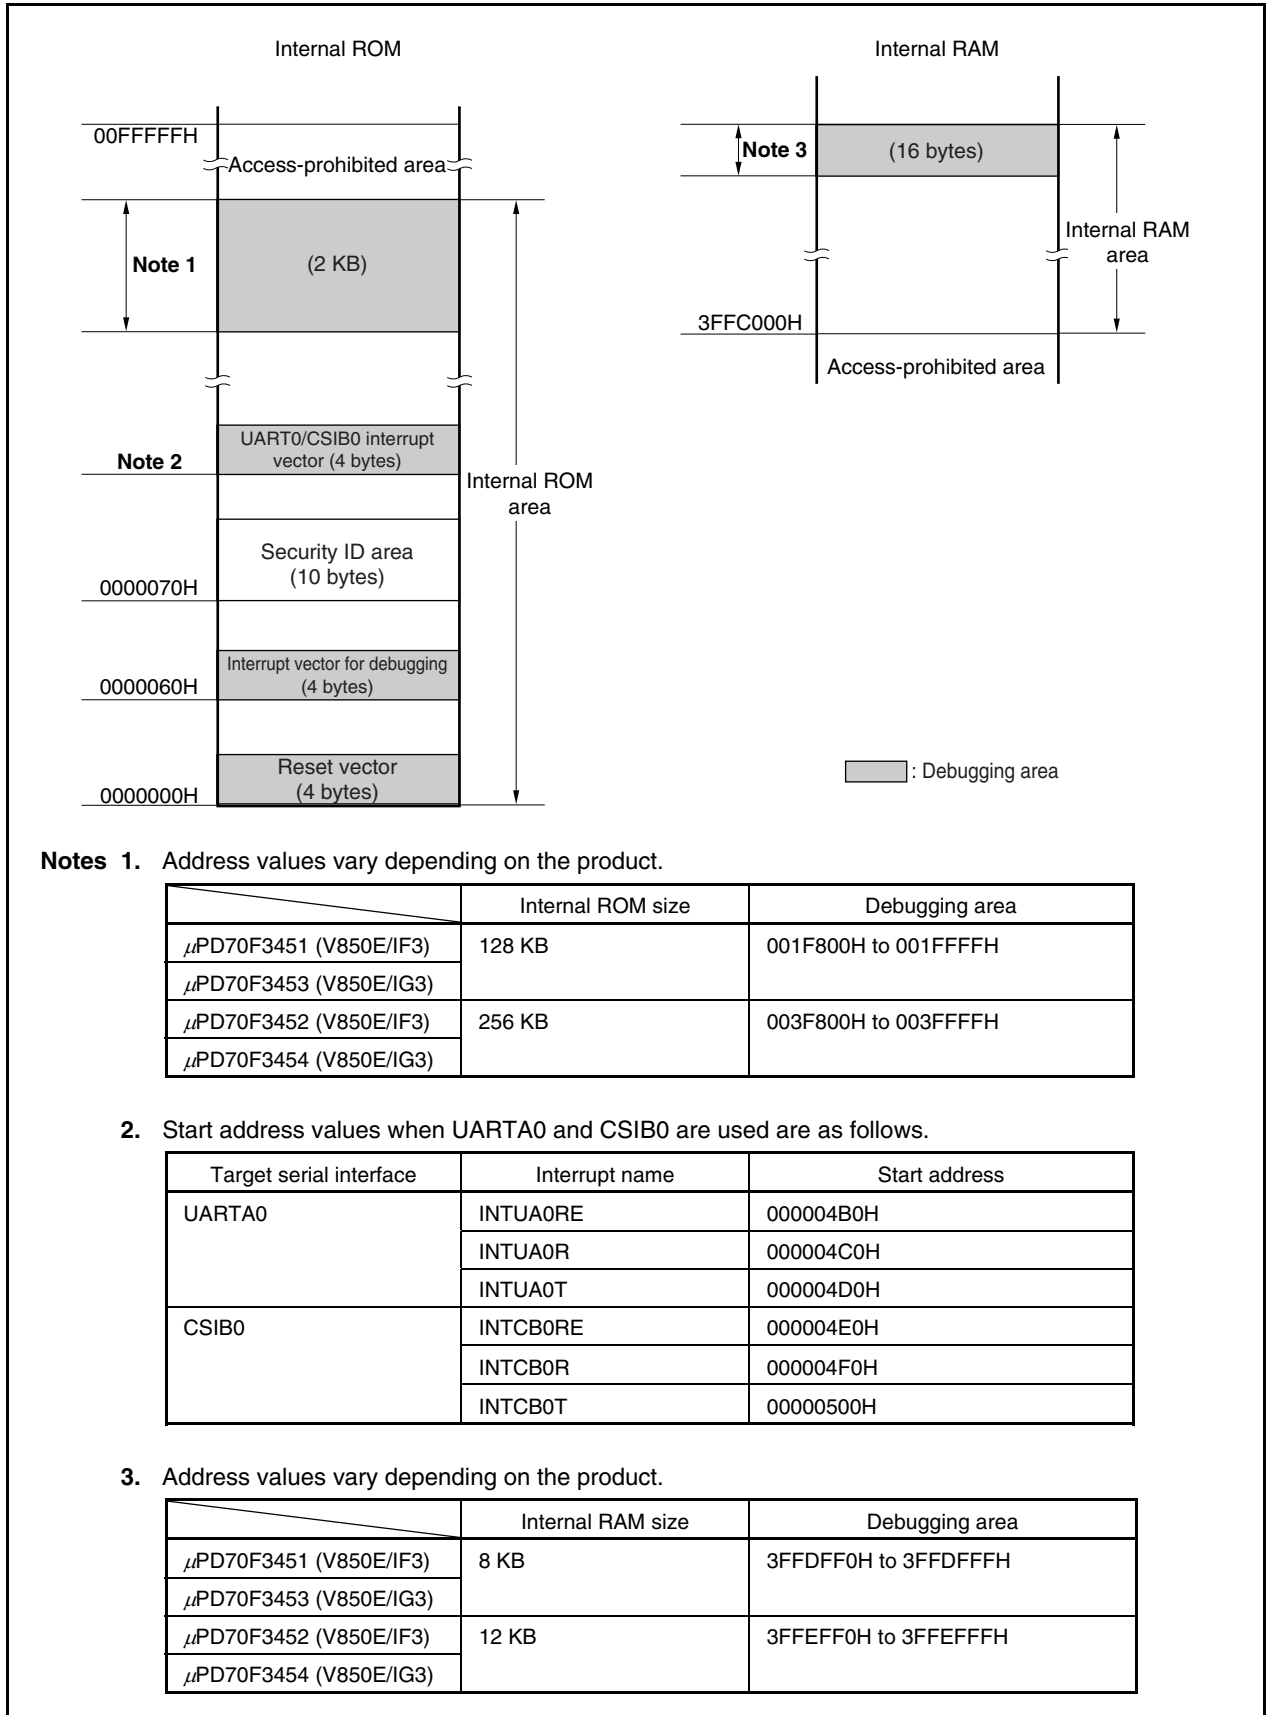 Internal ROM
Internal RAM
00FFFFFH
Access-prohibited area
Note 1
(2 KB)
Note 2
UART0/CSIB0 interrupt
vector (4 bytes)
Internal ROM
area
Security ID area
(10 bytes)
0000070H
Interrupt vector for debugging
(4 bytes)
0000060H
Reset vector
(4 bytes)
0000000H
Note 3
(16 bytes)
Internal RAM
area
3FFC000H
Access-prohibited area
: Debugging area
Notes 1. Address values vary depending on the product.
Internal ROM size Debugging area
μPD70F3451 (V850E/IF3) 128 KB 001F800H to 001FFFFH
μPD70F3453 (V850E/IG3)
μPD70F3452 (V850E/IF3) 256 KB 003F800H to 003FFFFH
μPD70F3454 (V850E/IG3)
2. Start address values when UARTA0 and CSIB0 are used are as follows.
Target serial interface Interrupt name Start address
UARTA0 INTUA0RE 000004B0H
INTUA0R 000004C0H
INTUA0T 000004D0H
CSIB0 INTCB0RE 000004E0H
INTCB0R 000004F0H
INTCB0T 00000500H
3. Address values vary depending on the product.
Internal RAM size Debugging area
μPD70F3451 (V850E/IF3) 8 KB 3FFDFF0H to 3FFDFFFH
μPD70F3453 (V850E/IG3)
μPD70F3452 (V850E/IF3) 12 KB 3FFEFF0H to 3FFEFFFH
μPD70F3454 (V850E/IG3)